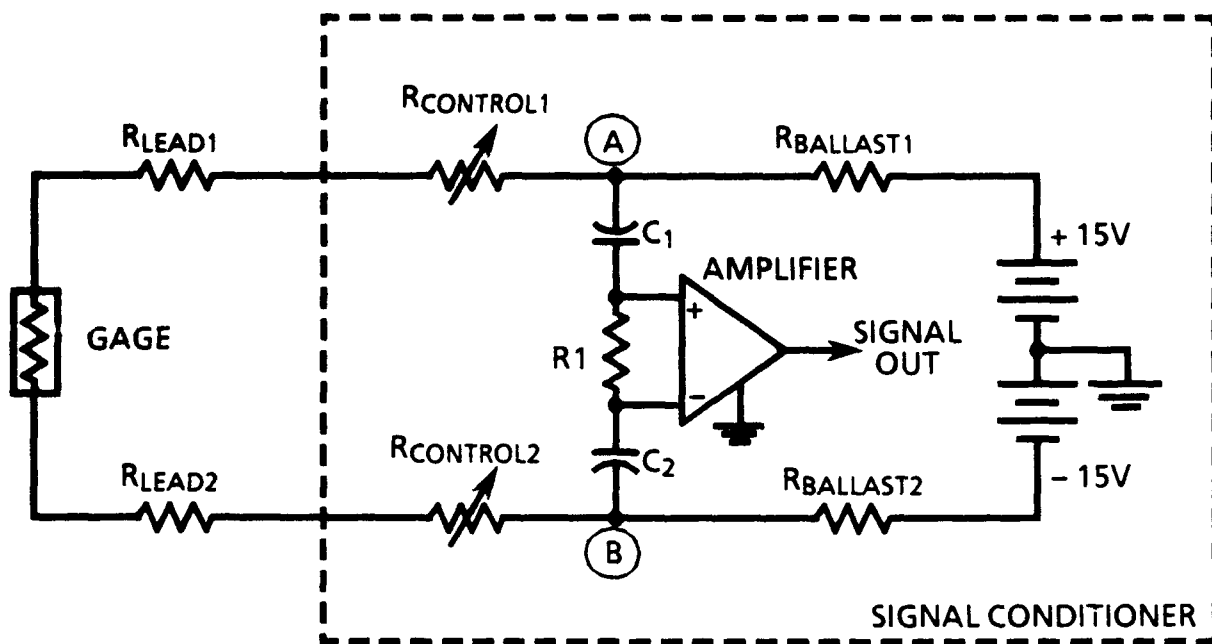 RCONTROL1
RLEAD1
A
RBALLAST1
C1
+ 15V
AMPLIFIER
+
GAGE
R1
SIGNAL
OUT
−
RCONTROL2
C2
RLEAD2
RBALLAST2
− 15V
B
SIGNAL CONDITIONER